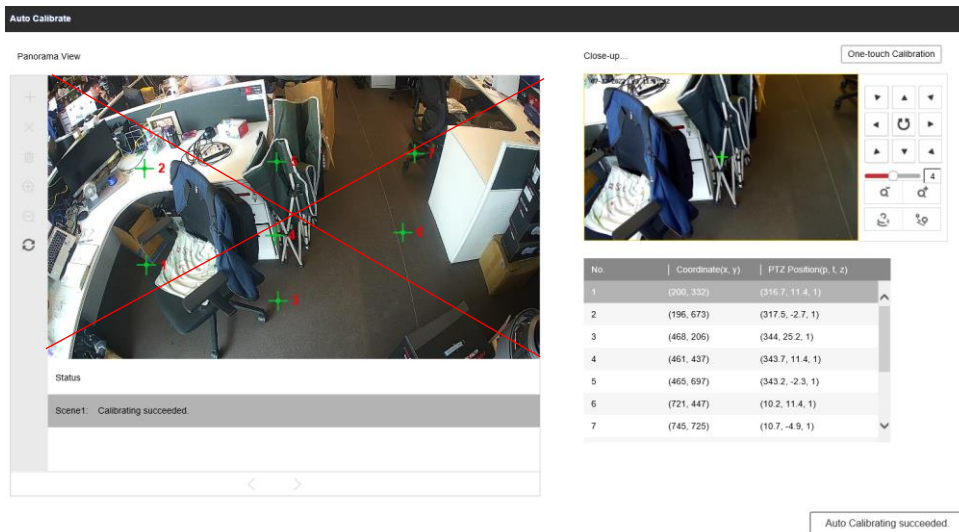 Auto Calibrate
Panorama View
Close-up...
One-touch Calibration
2
5
7
6
4
1
3
4
No.
Coordinate(x, y)
PTZ Position(p, t, z)
1 (200, 332) (316.7, 11.4, 1)
2 (196, 673) (317.5, -2.7, 1)
3 (468, 206) (344, 25.2, 1)
4 (461, 437) (343.7, 11.4, 1)
5 (465, 697) (343.2, -2.3, 1)
6 (721, 447) (10.2, 11.4, 1)
7 (745, 725) (10.7, -4.9, 1)
Status
Scene1: Calibrating succeeded.
Auto Calibrating succeeded.